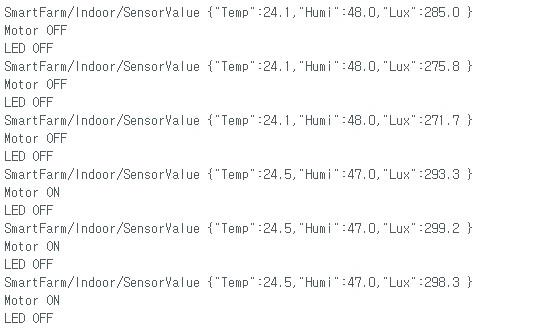 SmartFarm/Indoor/SensorValue {"Temp":24.1,"Humi":48.0,"Lux":285.0 }
Motor OFF
LED OFF
SmartFarm/Indoor/SensorValue {"Temp":24.1,"Humi":48.0,"Lux":275.8 }
Motor OFF
LED OFF
SmartFarm/Indoor/SensorValue {"Temp":24.1,"Humi":48.0,"Lux":271.7 }
Motor OFF
LED OFF
SmartFarm/Indoor/SensorValue {"Temp":24.5,"Humi":47.0,"Lux":293.3 }
Motor ON
LED OFF
SmartFarm/Indoor/SensorValue {"Temp":24.5,"Humi":47.0,"Lux":299.2 }
Motor ON
LED OFF
SmartFarm/Indoor/SensorValue {"Temp":24.5,"Humi":47.0,"Lux":298.3 }
Motor ON
LED OFF